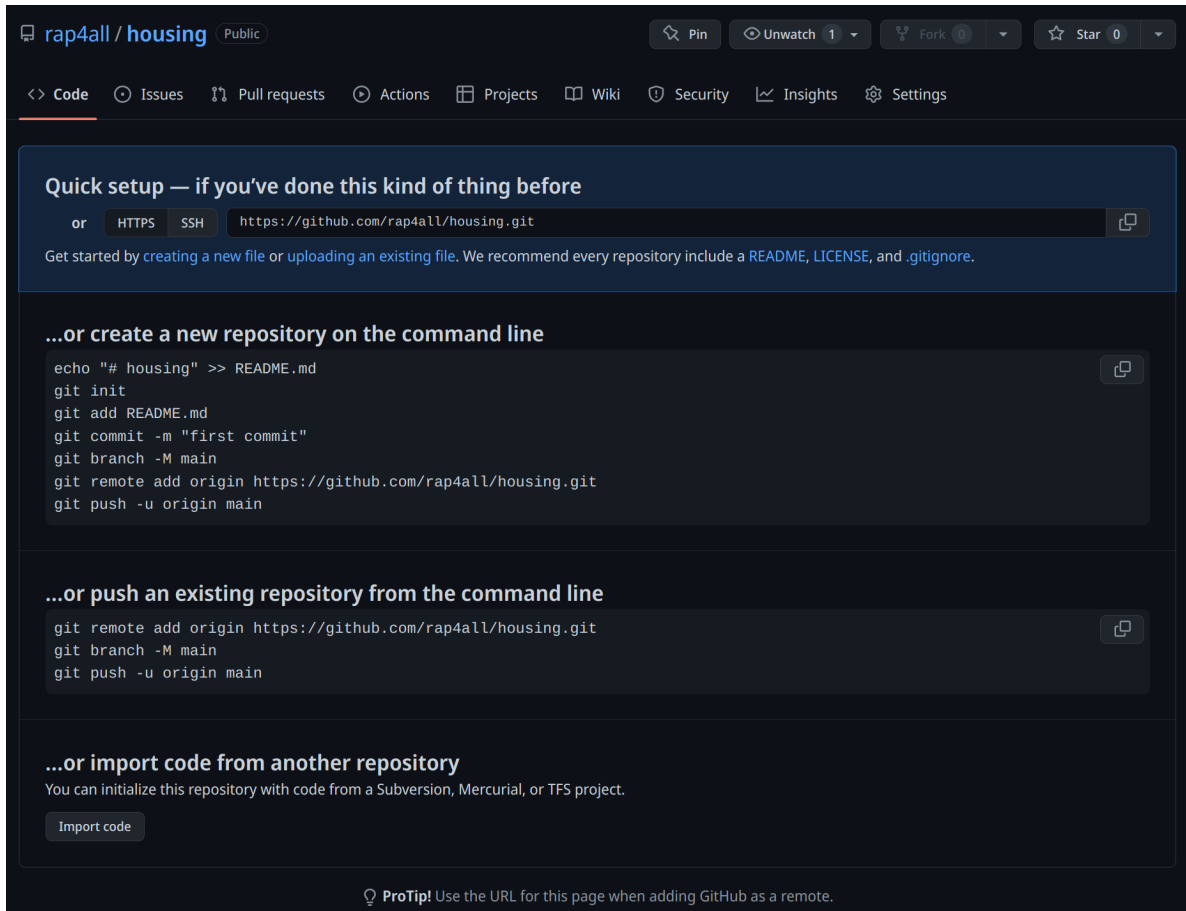 rap4all / housing Public Pin Unwatch 1 Fork 0 Star 0
Code Issues Pull requests Actions Projects Wiki Security Insights Settings
Quick setup — if you’ve done this kind of thing before
or HTTPS SSH https://github.com/rap4all/housing.git
Get started by creating a new file or uploading an existing file. We recommend every repository include a README, LICENSE, and .gitignore.
…or create a new repository on the command line
echo "# housing" >> README.md
git init
git add README.md
git commit -m "first commit"
git branch -M main
git remote add origin https://github.com/rap4all/housing.git
git push -u origin main
…or push an existing repository from the command line
git remote add origin https://github.com/rap4all/housing.git
git branch -M main
git push -u origin main
…or import code from another repository
You can initialize this repository with code from a Subversion, Mercurial, or TFS project.
Import code
ProTip! Use the URL for this page when adding GitHub as a remote.